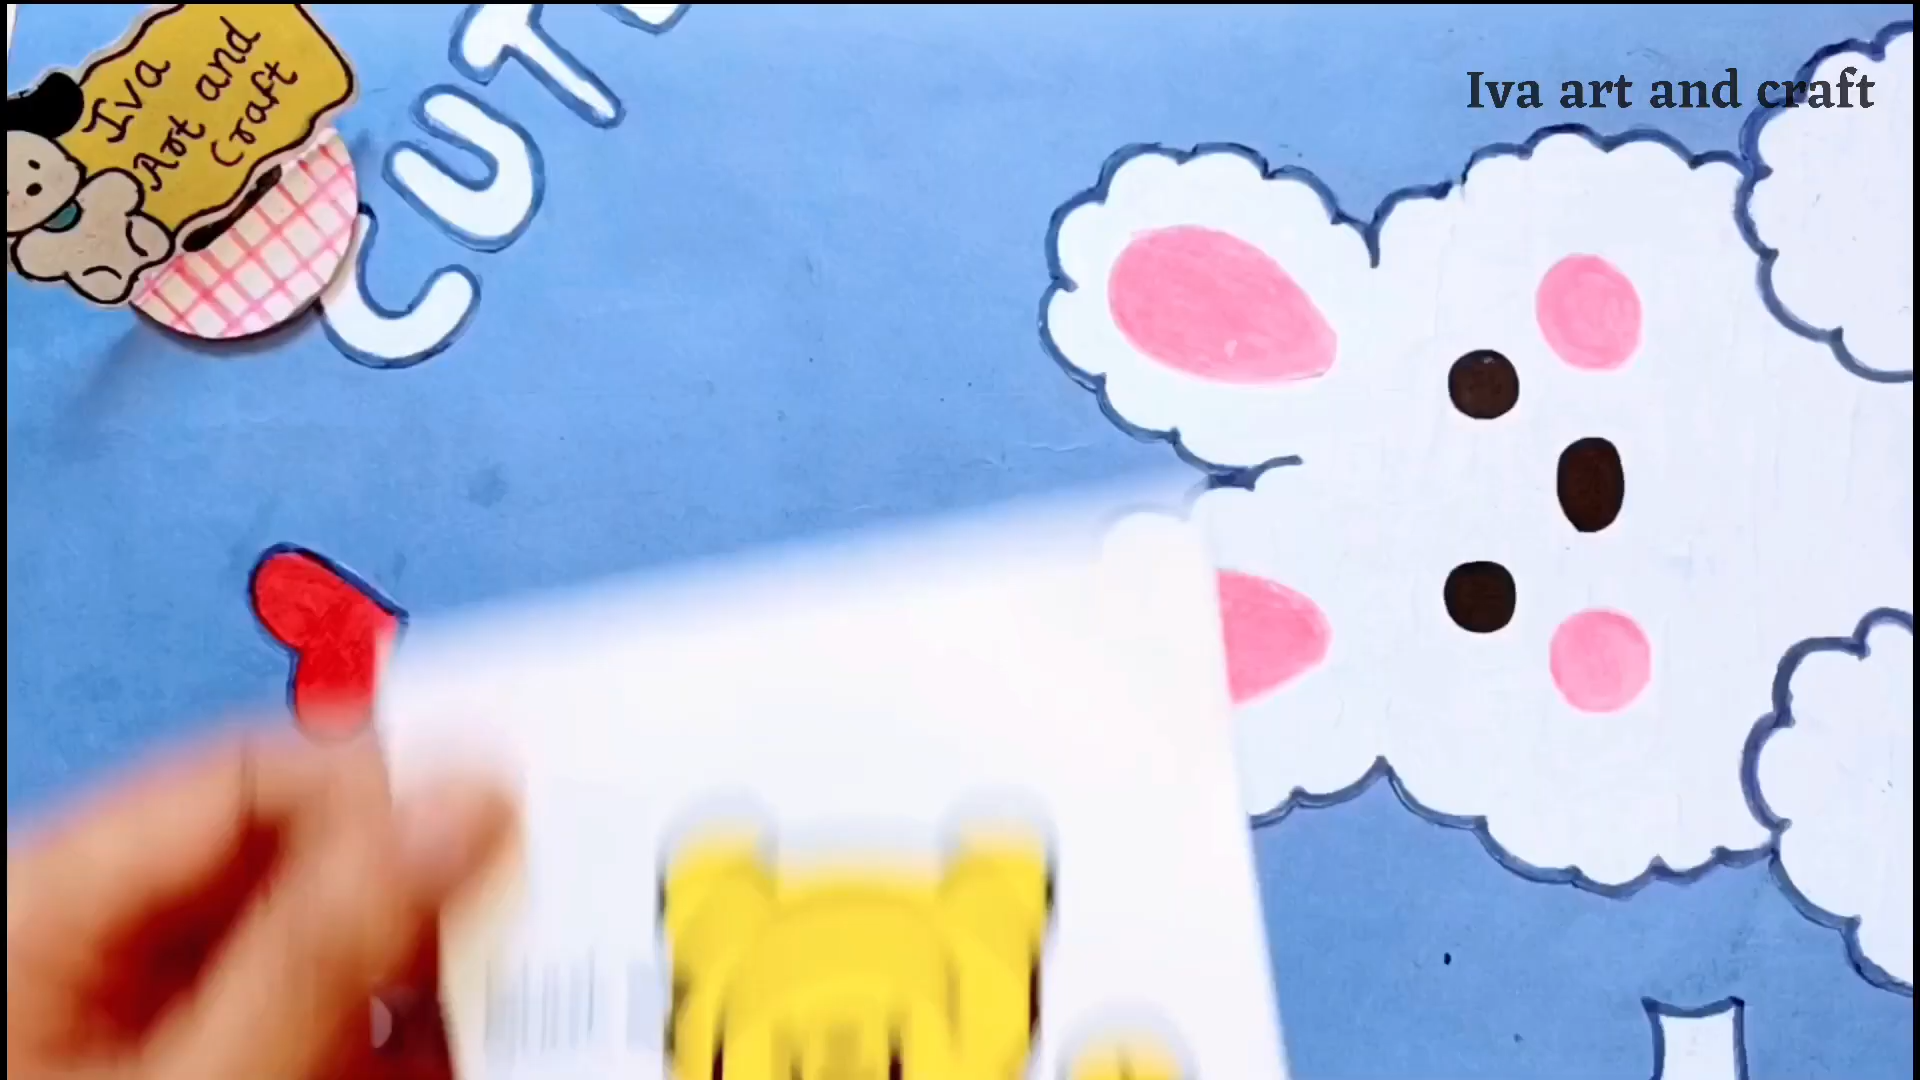 Iva
Art and
Craft
CUT
Iva art and craft